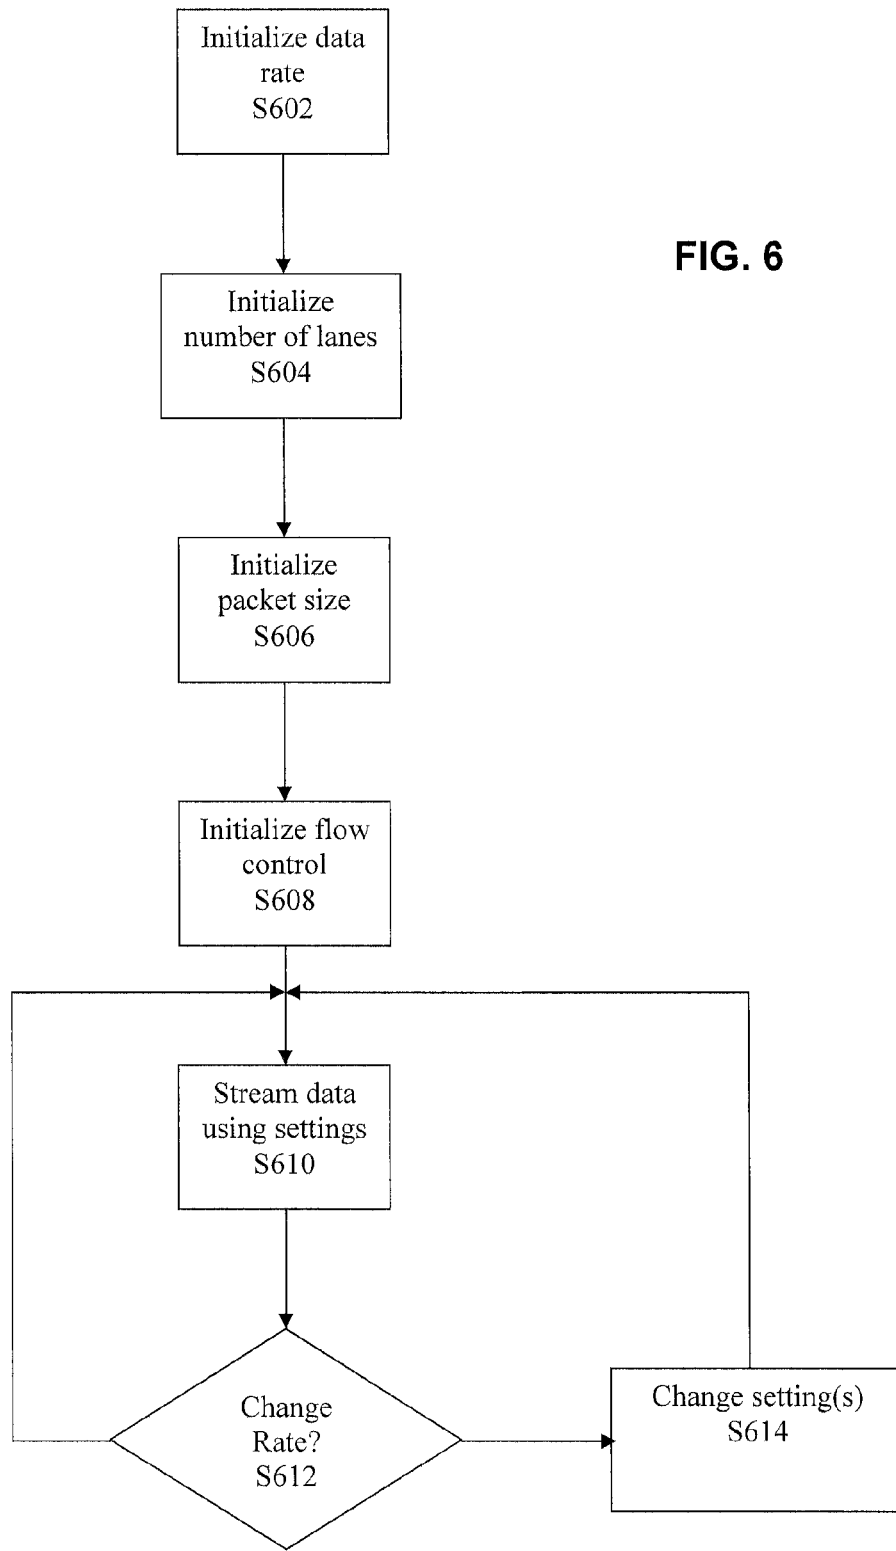 Initialize data
rate
S602
FIG. 6
Initialize
number of lanes
S604
Initialize
packet size
S606
Initialize flow
control
S608
Stream data
using settings
S610
Change
Rate?
S612
Change setting(s)
S614